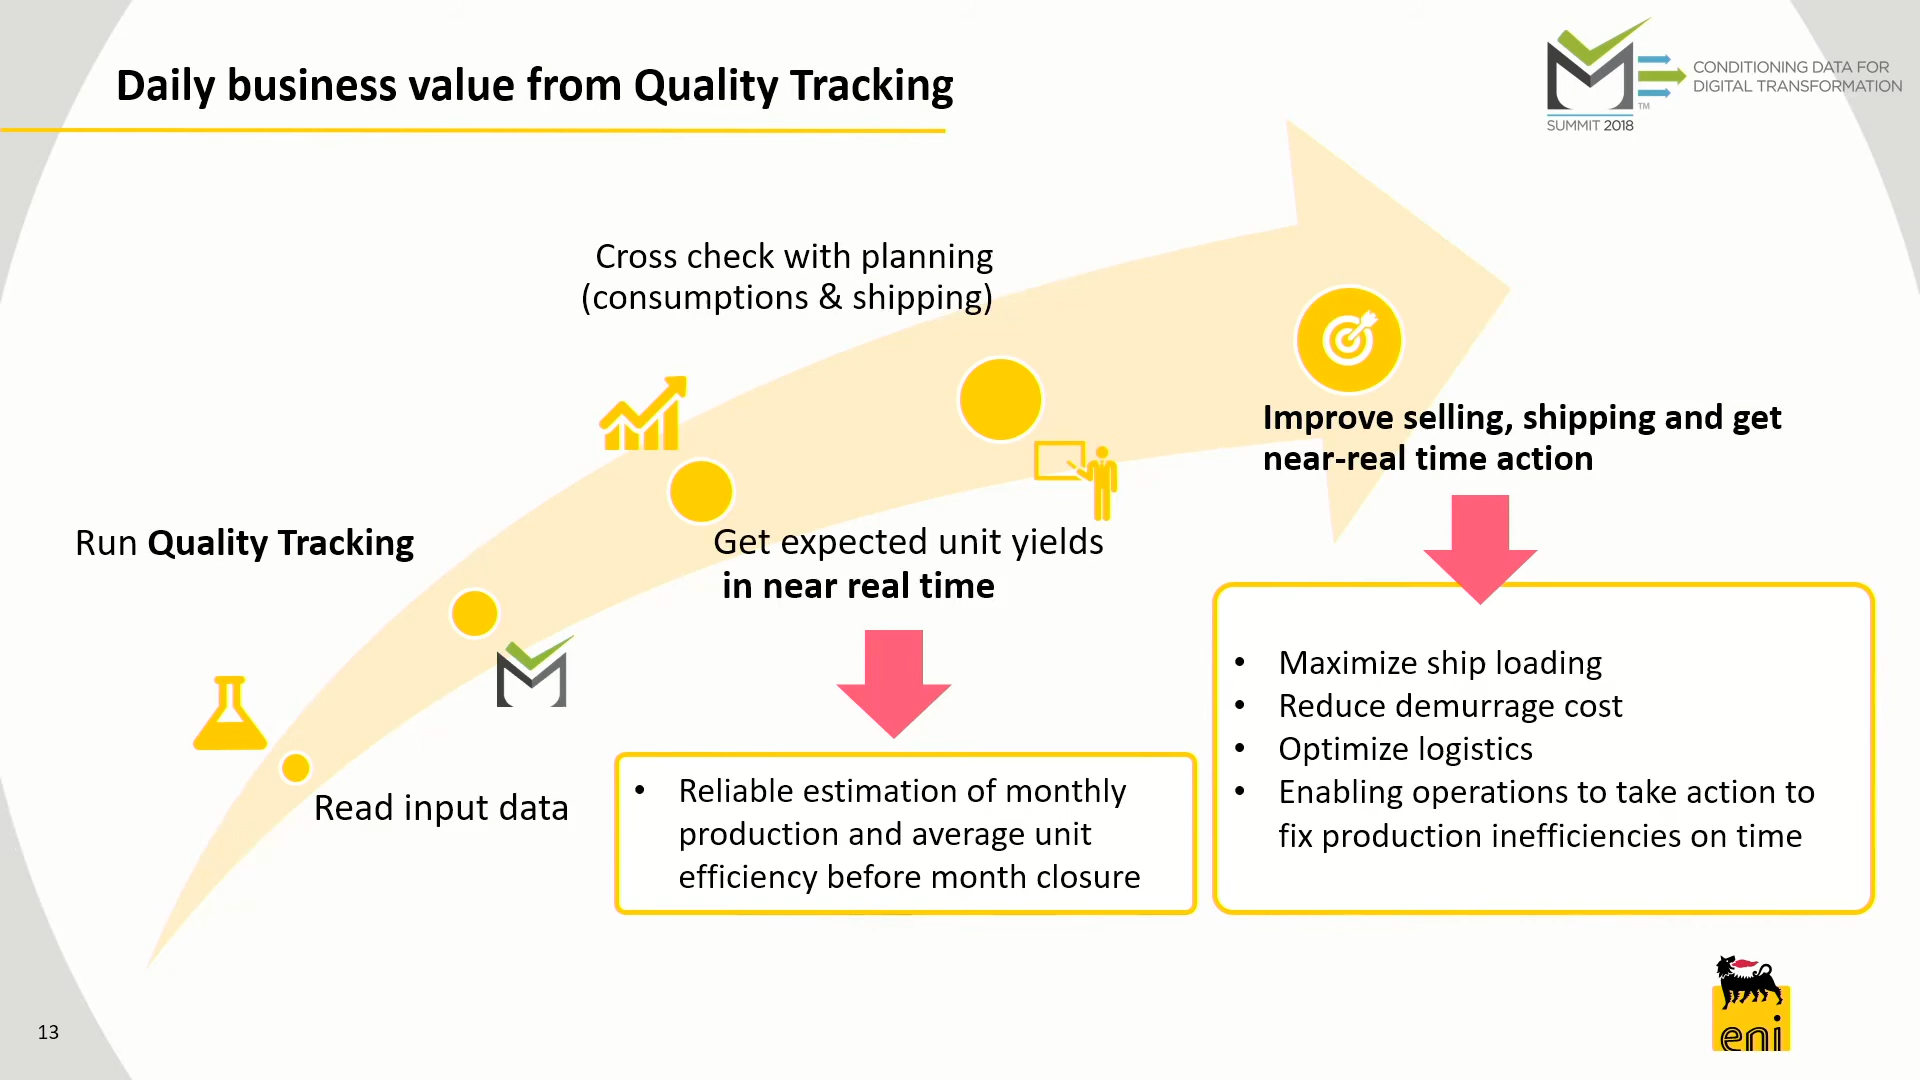 Daily business value from Quality Tracking
CONDITIONING DATA FOR
DIGITAL TRANSFORMATION
TM
SUMMIT 2018
Cross check with planning
(consumptions & shipping)
Improve selling, shipping and get
near-real time action
Run Quality Tracking
Get expected unit yields
in near real time
Read input data
• Reliable estimation of monthly
production and average unit
efficiency before month closure
• Maximize ship loading
• Reduce demurrage cost
• Optimize logistics
• Enabling operations to take action to
fix production inefficiencies on time
13
eni